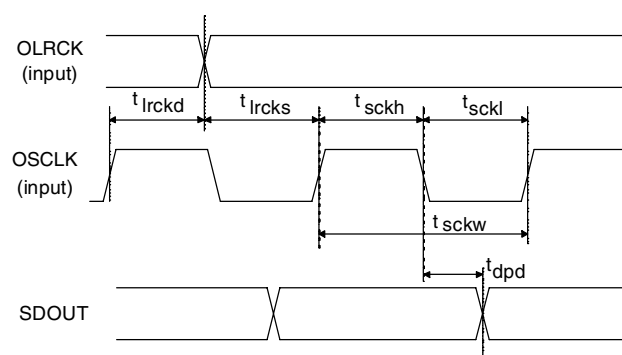 OLRCK
(input)
t lrckd
t lrcks
t sckh
t sckl
OSCLK
(input)
t sckw
t dpd
SDOUT